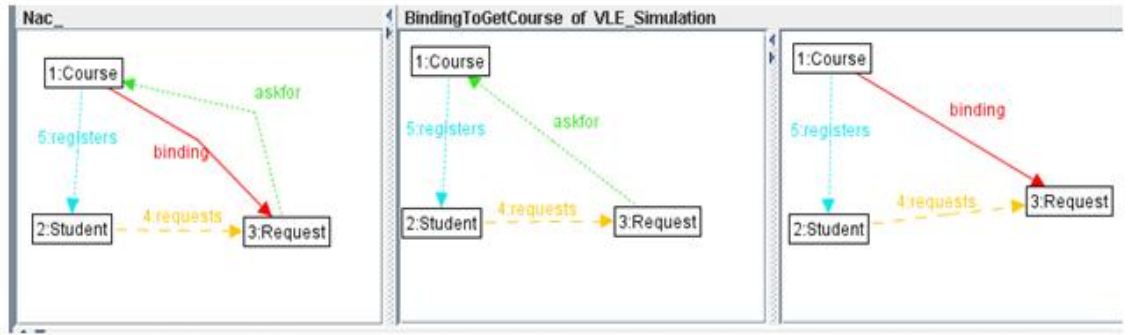 Nac_
1:Course
askfor
5:registers
binding
2:Student
4:requests
3:Request
BindingToGetCourse of VLE_Simulation
1:Course
askfor
5:registers
4:requests
2:Student
3:Request
1:Course
binding
5:registers
4:requests
3:Request
2:Student